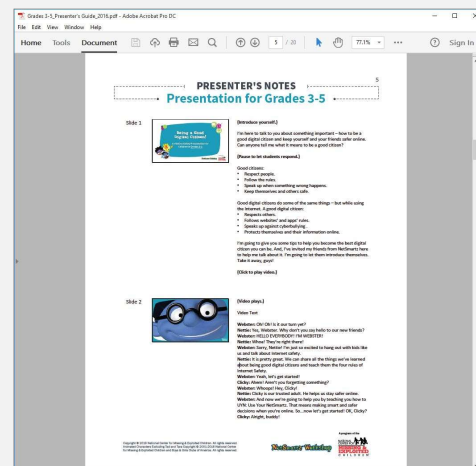 Grades 3-5_Presenter's Guide_2016.pdf - Adobe Acrobat Pro DC
File Edit View Window Help
Home Tools Document 5 / 20 77.1% Sign In
5
PRESENTER'S NOTES
Presentation for Grades 3-5
Slide 1
Being a Good
Digital Citizen
[Introduce yourself.]
I'm here to talk to you about something important – how to be a
good digital citizen and keep yourself and your friends safer online.
Can anyone tell me what it means to be a good citizen?
[Pause to let students respond.]
Good citizens:
• Respect people.
• Follow the rules.
• Speak up when something wrong happens.
• Keep themselves and others safe.
Good digital citizens do some of the same things – but while using
the Internet. A good digital citizen:
• Respects others.
• Follows websites' and apps' rules.
• Speaks up against cyberbullying.
• Protects themselves and their information online.
I'm going to give you some tips to help you become the best digital
citizen you can be. And, I've invited my friends from NetSmartz here
to help me talk about it. I'm going to let them introduce themselves.
Take it away, guys!
[Click to play video.]
Slide 2
[Video plays.]
Video Text
Webster: Oh! Oh! Is it our turn yet?
Nettie: Yes, Webster. Why don't you say hello to our new friends?
Webster: HELLO EVERYBODY! I'M WEBSTER!
Nettie: Whoa! They're right there!
Webster: Sorry, Nettie! I'm just so excited to hang out with kids like
us and talk about Internet safety.
Nettie: It is pretty great. We can share all the things we've learned
about being good digital citizens and teach them the four rules of
Internet Safety.
Webster: Yeah, let's get started!
Clicky: Ahem! Aren't you forgetting something?
Webster: Whoops! Hey, Clicky!
Nettie: Clicky is our trusted adult. He helps us stay safer online.
Webster: And now we're going to help you by teaching you how to
UYN: Use Your NetSmartz. That means making smart and safer
decisions when you're online. So...now let's get started! OK, Clicky?
Clicky: Alright, buddy!
NetSmartz Workshop
A program of the
NATIONAL
CENTER FOR
MISSING &
EXPLOITED
CHILDREN